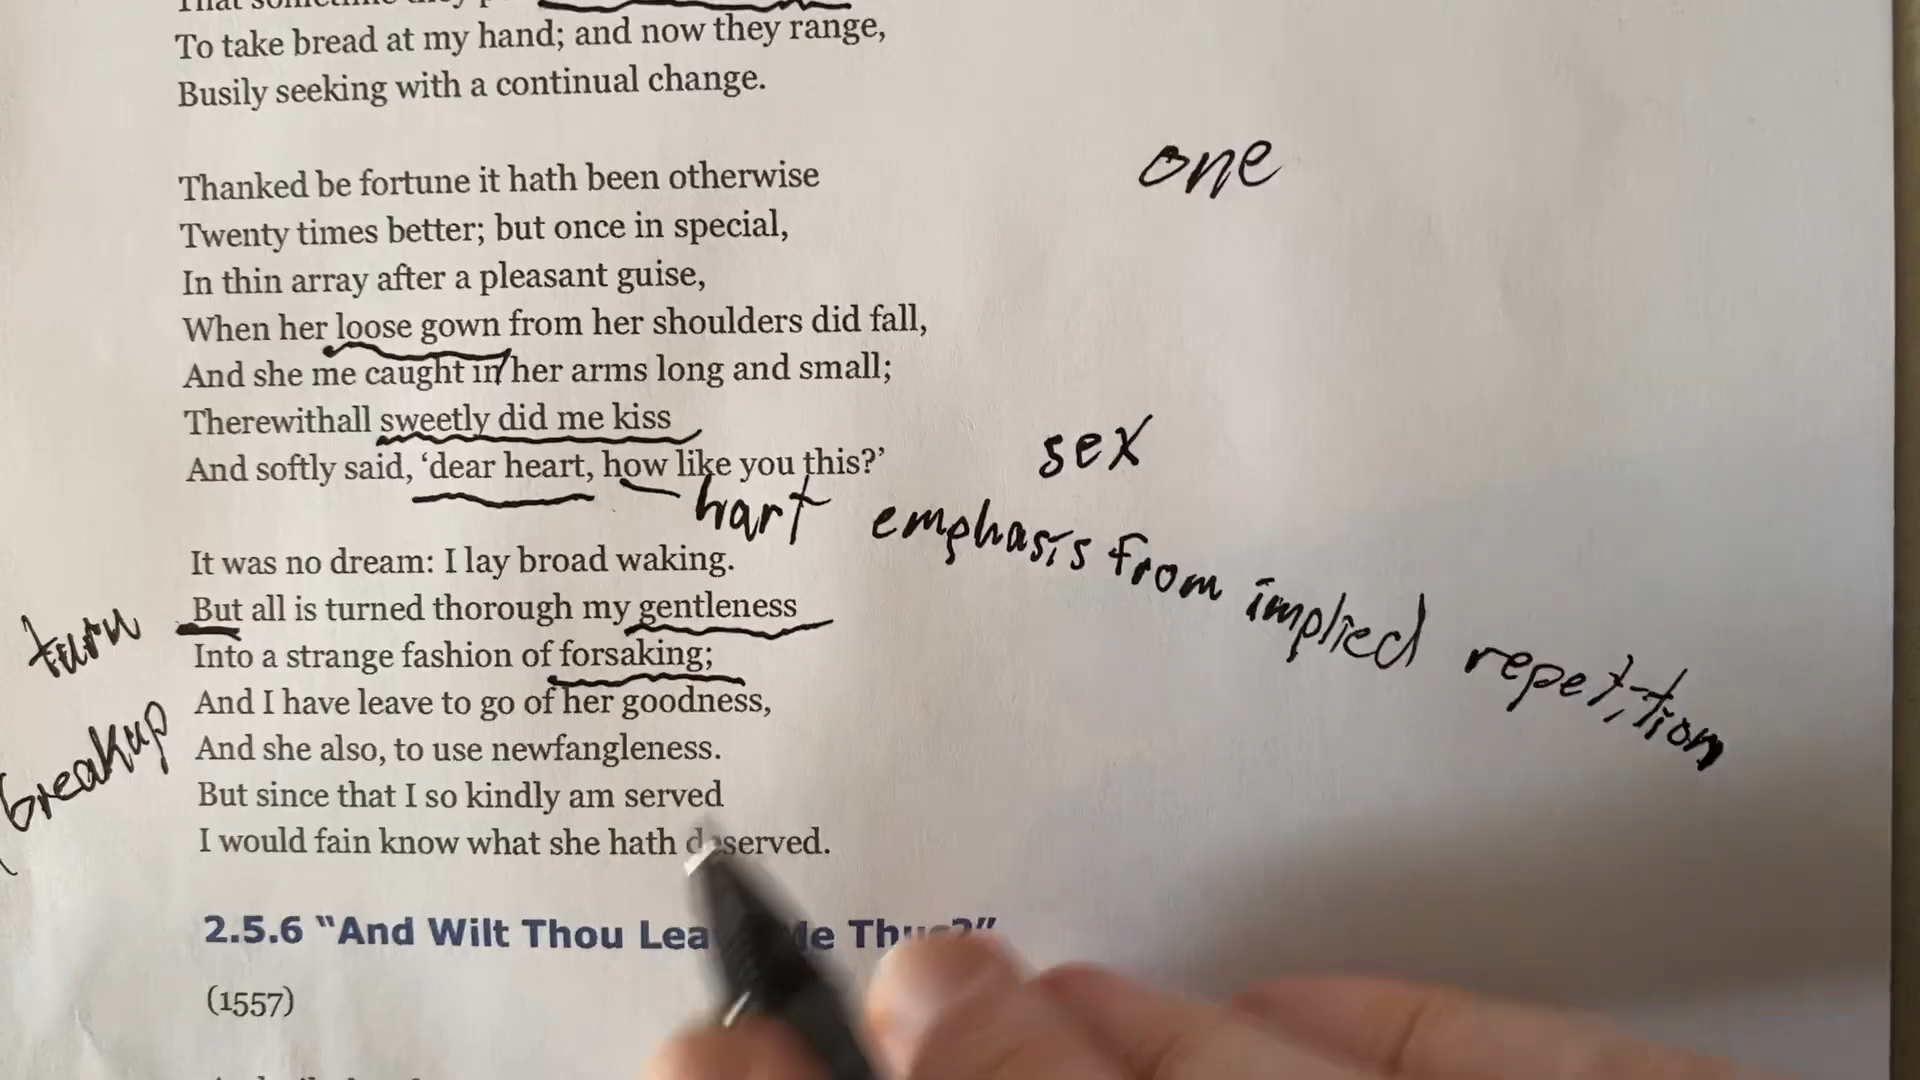 That sometime they
To take bread at my hand; and now they range,
Busily seeking with a continual change.
one
Thanked be fortune it hath been otherwise
Twenty times better; but once in special,
In thin array after a pleasant guise,
When her loose gown from her shoulders did fall,
And she me caught in her arms long and small;
Therewithall sweetly did me kiss
And softly said, ‘dear heart, how like you this?’
sex
hart emphasis from implied repetition
It was no dream: I lay broad waking.
turn
But all is turned thorough my gentleness
Into a strange fashion of forsaking;
breakup
And I have leave to go of her goodness,
And she also, to use newfangleness.
But since that I so kindly am served
I would fain know what she hath deserved.
2.5.6 “And Wilt Thou Me Thus?”
(1557)